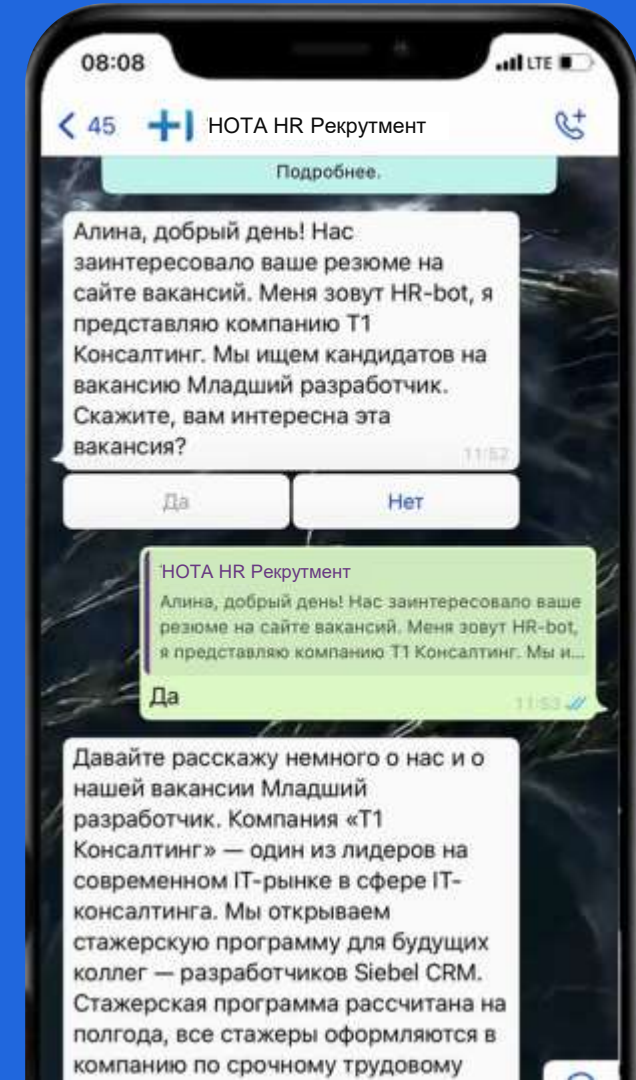 08:08
LTE
45
НОТА HR Рекрутмент
Подробнее.
Алина, добрый день! Нас
заинтересовало ваше резюме на
сайте вакансий. Меня зовут HR-bot, я
представляю компанию Т1
Консалтинг. Мы ищем кандидатов на
вакансию Младший разработчик.
Скажите, вам интересна эта
вакансия?
11:52
Да
Нет
НОТА HR Рекрутмент
Алина, добрый день! Нас заинтересовало ваше
резюме на сайте вакансий. Меня зовут HR-bot,
я представляю компанию Т1 Консалтинг. Мы и...
Да
11:53
Давайте расскажу немного о нас и о
нашей вакансии Младший
разработчик. Компания «Т1
Консалтинг» — один из лидеров на
современном IT-рынке в сфере IT-
консалтинга. Мы открываем
стажерскую программу для будущих
коллег — разработчиков Siebel CRM.
Стажерская программа рассчитана на
полгода, все стажеры оформляются в
компанию по срочному трудовому